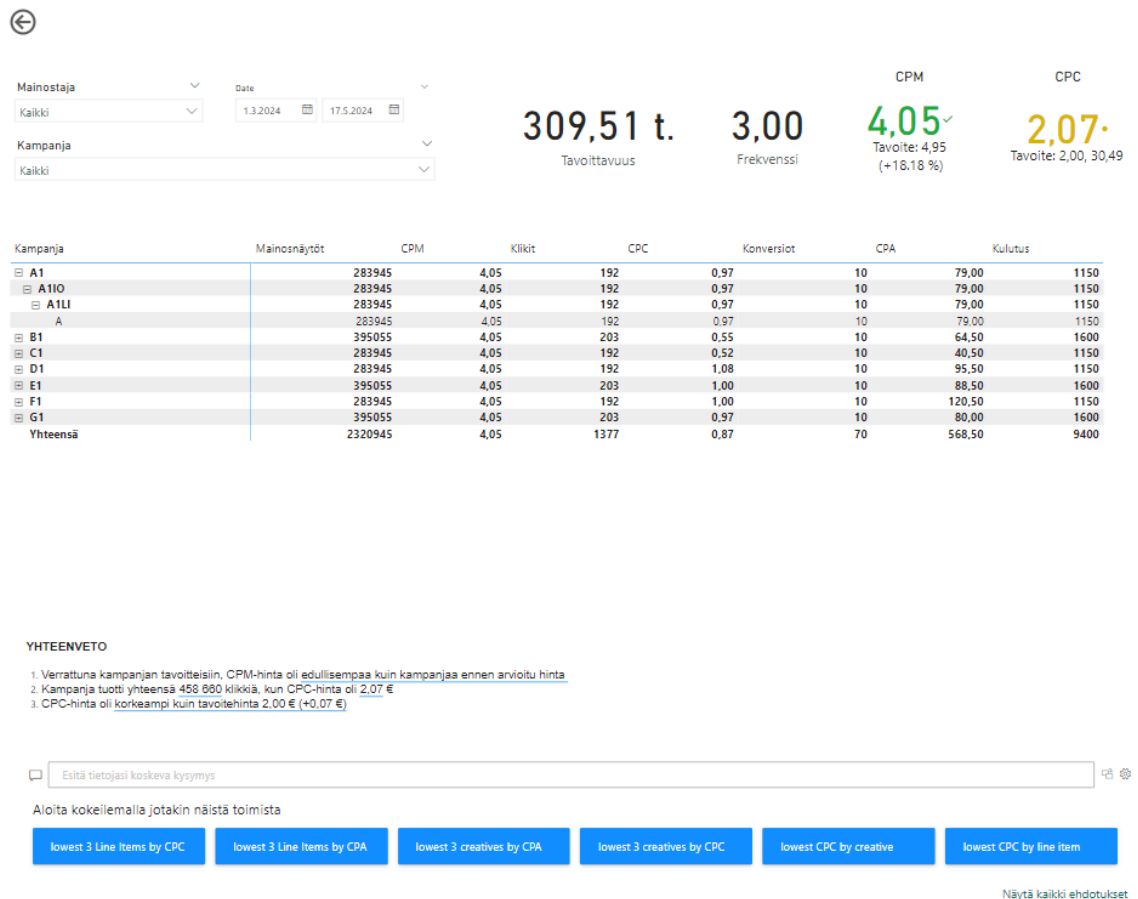 CPM CPC
Mainostaja Date
Kaikki 1.3.2024 17.5.2024
309,51 t. 3,00 4,05 2,07
Kampanja Tavoittavuus Frekvenssi Tavoite: 4,95 Tavoite: 2,00, 30,49
(+18.18 %)
Kaikki
Kampanja Mainosnäytöt CPM Klikit CPC Konversiot CPA Kulutus
A1 283945 4,05 192 0,97 10 79,00 1150
A1IO 283945 4,05 192 0,97 10 79,00 1150
A1LI 283945 4,05 192 0,97 10 79,00 1150
A 283945 4,05 192 0,97 10 79,00 1150
B1 395055 4,05 203 0,55 10 64,50 1600
C1 283945 4,05 192 0,52 10 40,50 1150
D1 283945 4,05 192 1,08 10 95,50 1150
E1 395055 4,05 203 1,00 10 88,50 1600
F1 283945 4,05 192 1,00 10 120,50 1150
G1 395055 4,05 203 0,97 10 80,00 1600
Yhteensä 2320945 4,05 1377 0,87 70 568,50 9400
YHTEENVETO
1. Verrattuna kampanjan tavoitteisiin, CPM-hinta oli edullisempaa kuin kampanjaa ennen arvioitu hinta
2. Kampanja tuotti yhteensä 458 660 klikkiä, kun CPC-hinta oli 2,07 €
3. CPC-hinta oli korkeampi kuin tavoitehinta 2,00 € (+0,07 €)
Esitä tietojasi koskeva kysymys
Aloita kokeilemalla jotakin näistä toimista
lowest 3 Line Items by CPC lowest 3 Line Items by CPA lowest 3 creatives by CPA lowest 3 creatives by CPC lowest CPC by creative lowest CPC by line item
Näytä kaikki ehdotukset